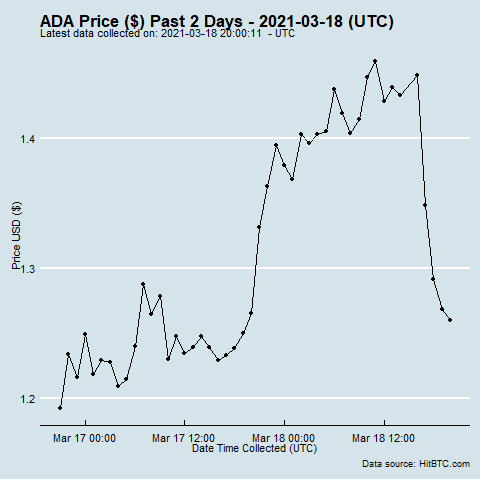 ADA Price ($) Past 2 Days - 2021-03-18 (UTC)
Latest data collected on: 2021-03-18 20:00:11 - UTC
Price USD ($)
1.4
1.3
1.2
Mar 17 00:00 Mar 17 12:00 Mar 18 00:00 Mar 18 12:00
Date Time Collected (UTC)
Data source: HitBTC.com